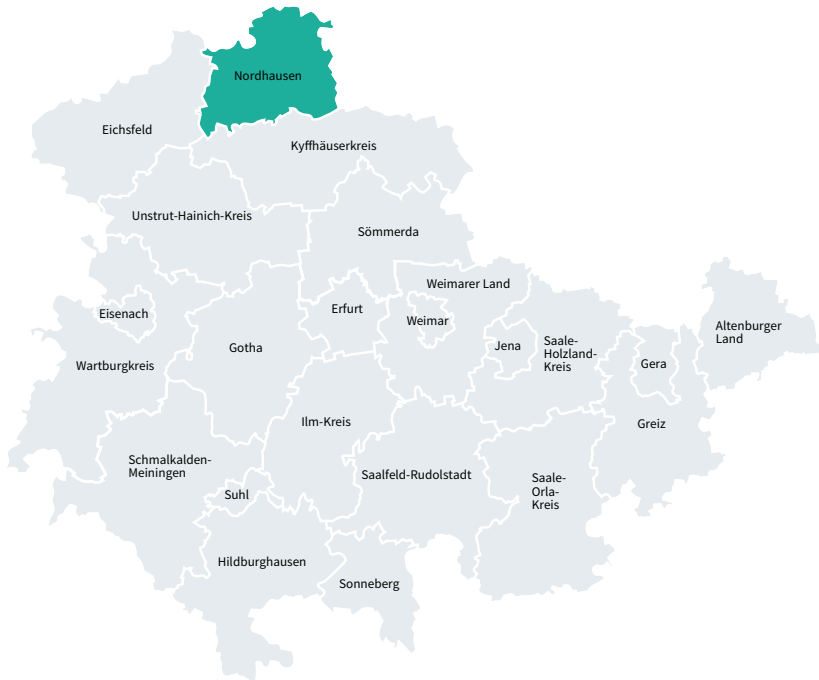 Nordhausen
Eichsfeld
Kyffhäuserkreis
Unstrut-Hainich-Kreis
Sömmerda
Weimarer Land
Eisenach
Erfurt
Weimar
Altenburger
Land
Gotha
Jena
Saale-
Holzland-
Kreis
Wartburgkreis
Gera
Ilm-Kreis
Greiz
Schmalkalden-
Meiningen
Saalfeld-Rudolstadt
Saale-
Orla-
Kreis
Suhl
Hildburghausen
Sonneberg